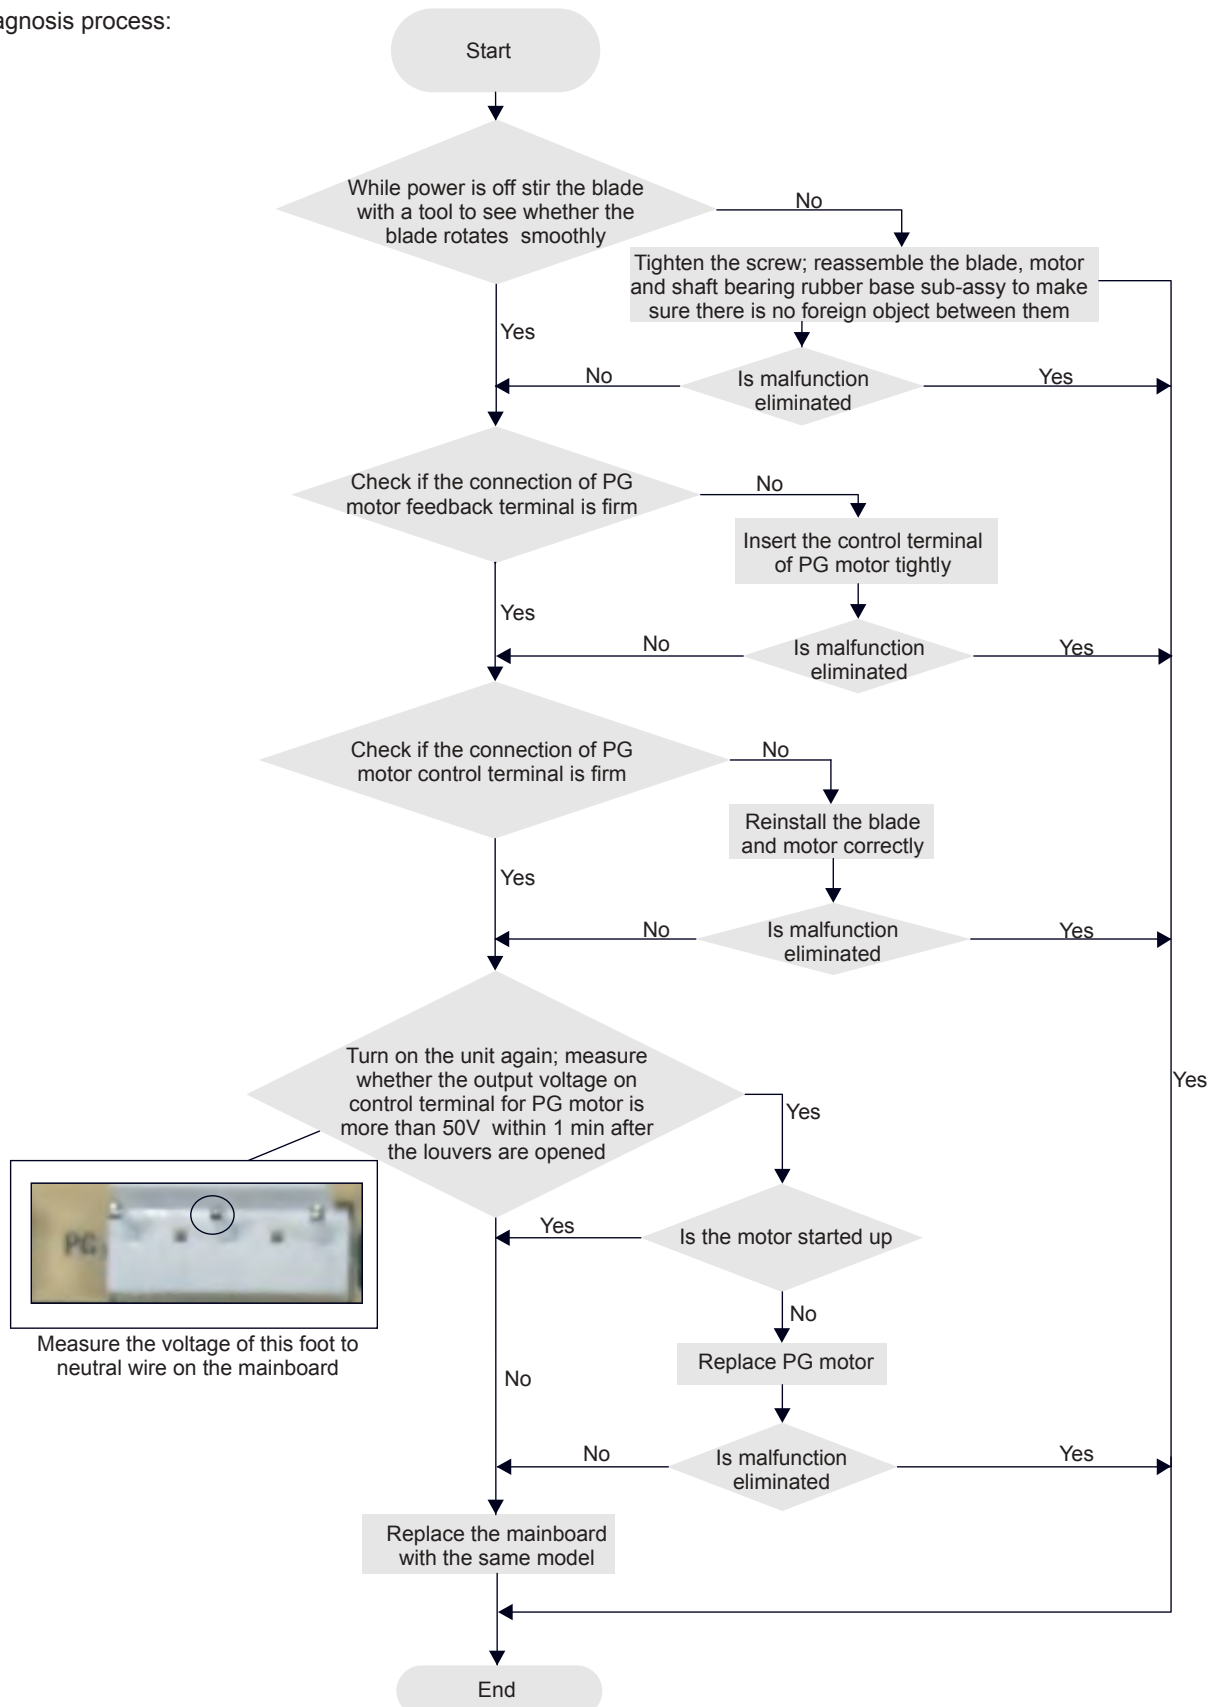 agnosis process:
Start
While power is off stir the blade
with a tool to see whether the
blade rotates smoothly
No
Tighten the screw; reassemble the blade, motor
and shaft bearing rubber base sub-assy to make
sure there is no foreign object between them
Yes
No
Is malfunction
eliminated
Yes
Check if the connection of PG
motor feedback terminal is firm
No
Insert the control terminal
of PG motor tightly
Yes
No
Is malfunction
eliminated
Yes
Check if the connection of PG
motor control terminal is firm
No
Reinstall the blade
and motor correctly
Yes
No
Is malfunction
eliminated
Yes
Turn on the unit again; measure
whether the output voltage on
control terminal for PG motor is
more than 50V within 1 min after
the louvers are opened
Yes
Yes
PG
Yes
Is the motor started up
Measure the voltage of this foot to
neutral wire on the mainboard
No
Replace PG motor
No
No
Is malfunction
eliminated
Yes
Replace the mainboard
with the same model
End